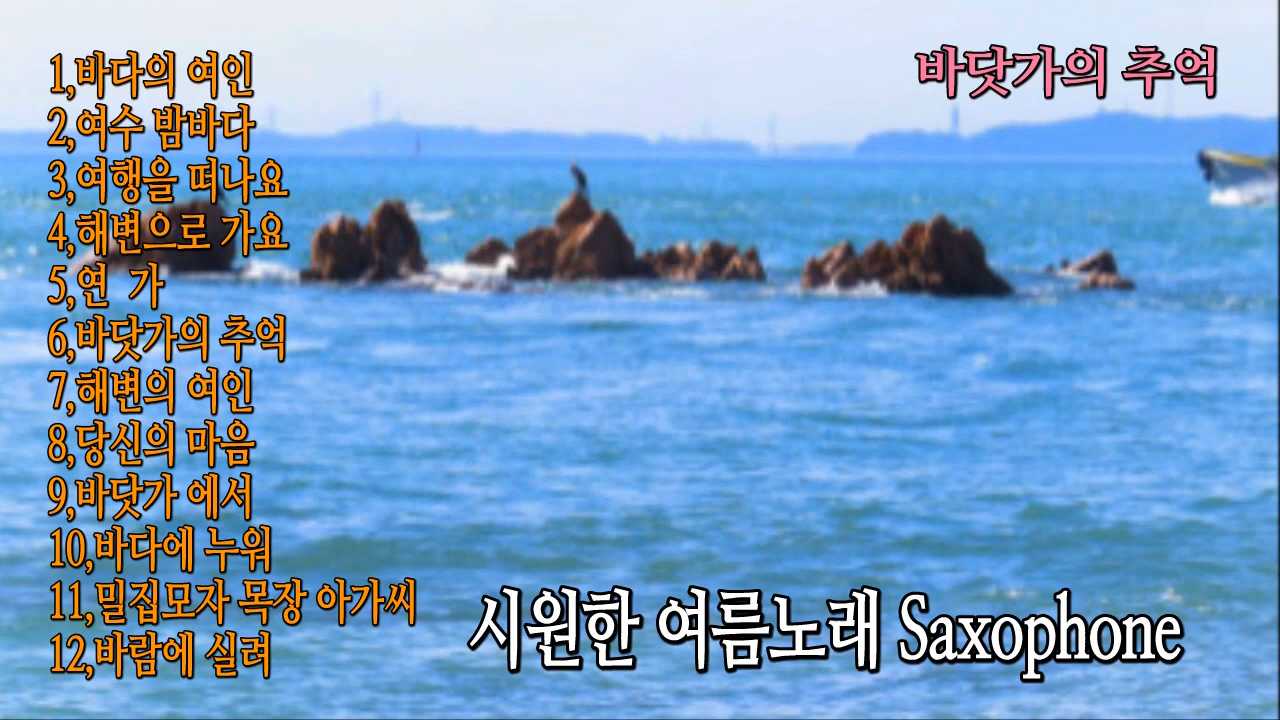 바닷가의 추억
1,바다의 여인
2,여수 밤바다
3,여행을 떠나요
4,해변으로 가요
5,연 가
6,바닷가의 추억
7,해변의 여인
8,당신의 마음
9,바닷가 에서
10,바다에 누워
11,밀집모자 목장 아가씨
12,바람에 실려
시원한 여름노래 Saxophone